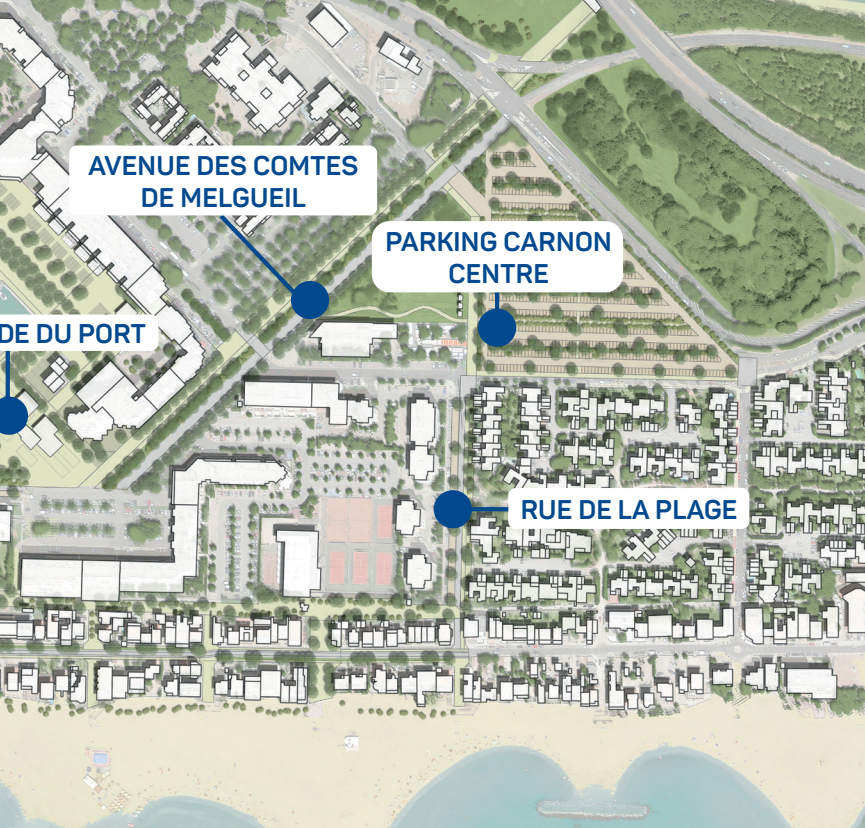 AVENUE DES COMTES
DE MELGUEIL
PARKING CARNON
CENTRE
DE DU PORT
RUE DE LA PLAGE